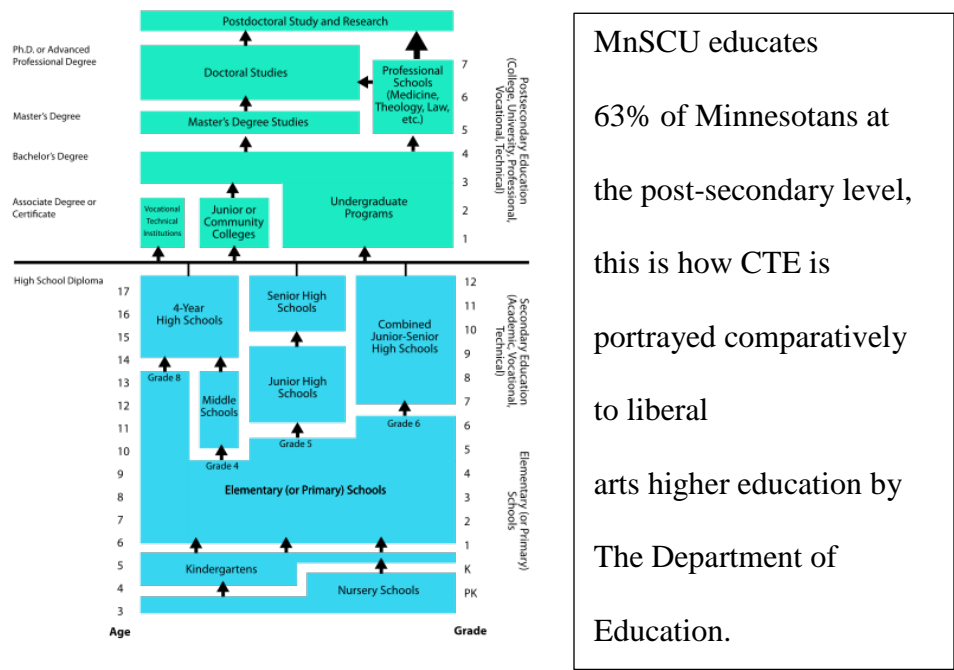 Postdoctoral Study and Research
Ph.D. or Advanced
Professional Degree
Doctoral Studies
Professional
Schools
(Medicine,
Theology, Law,
etc.)
7
6
5
Master's Degree
Master's Degree Studies
Bachelor's Degree
4
3
Associate Degree or
Certificate
Vocational
Technical
Institutions
Junior or
Community
Colleges
Undergraduate
Programs
2
1
Postsecondary Education
(College, University, Professional,
Vocational, Technical)
High School Diploma
17
16
15
14
13
12
11
10
9
8
7
6
5
4
3
Age
4-Year
High Schools
Senior High
Schools
Combined
Junior-Senior
High Schools
Grade 8
Middle
Schools
Junior High
Schools
Grade 6
Grade 5
Grade 4
Elementary (or Primary) Schools
Kindergartens
Nursery Schools
12
11
10
9
8
7
6
5
4
3
2
1
K
PK
Grade
Secondary Education
(Academic, Vocational,
Technical)
Elementary (or Primary)
Schools
MnSCU educates
63% of Minnesotans at
the post-secondary level,
this is how CTE is
portrayed comparatively
to liberal
arts higher education by
The Department of
Education.